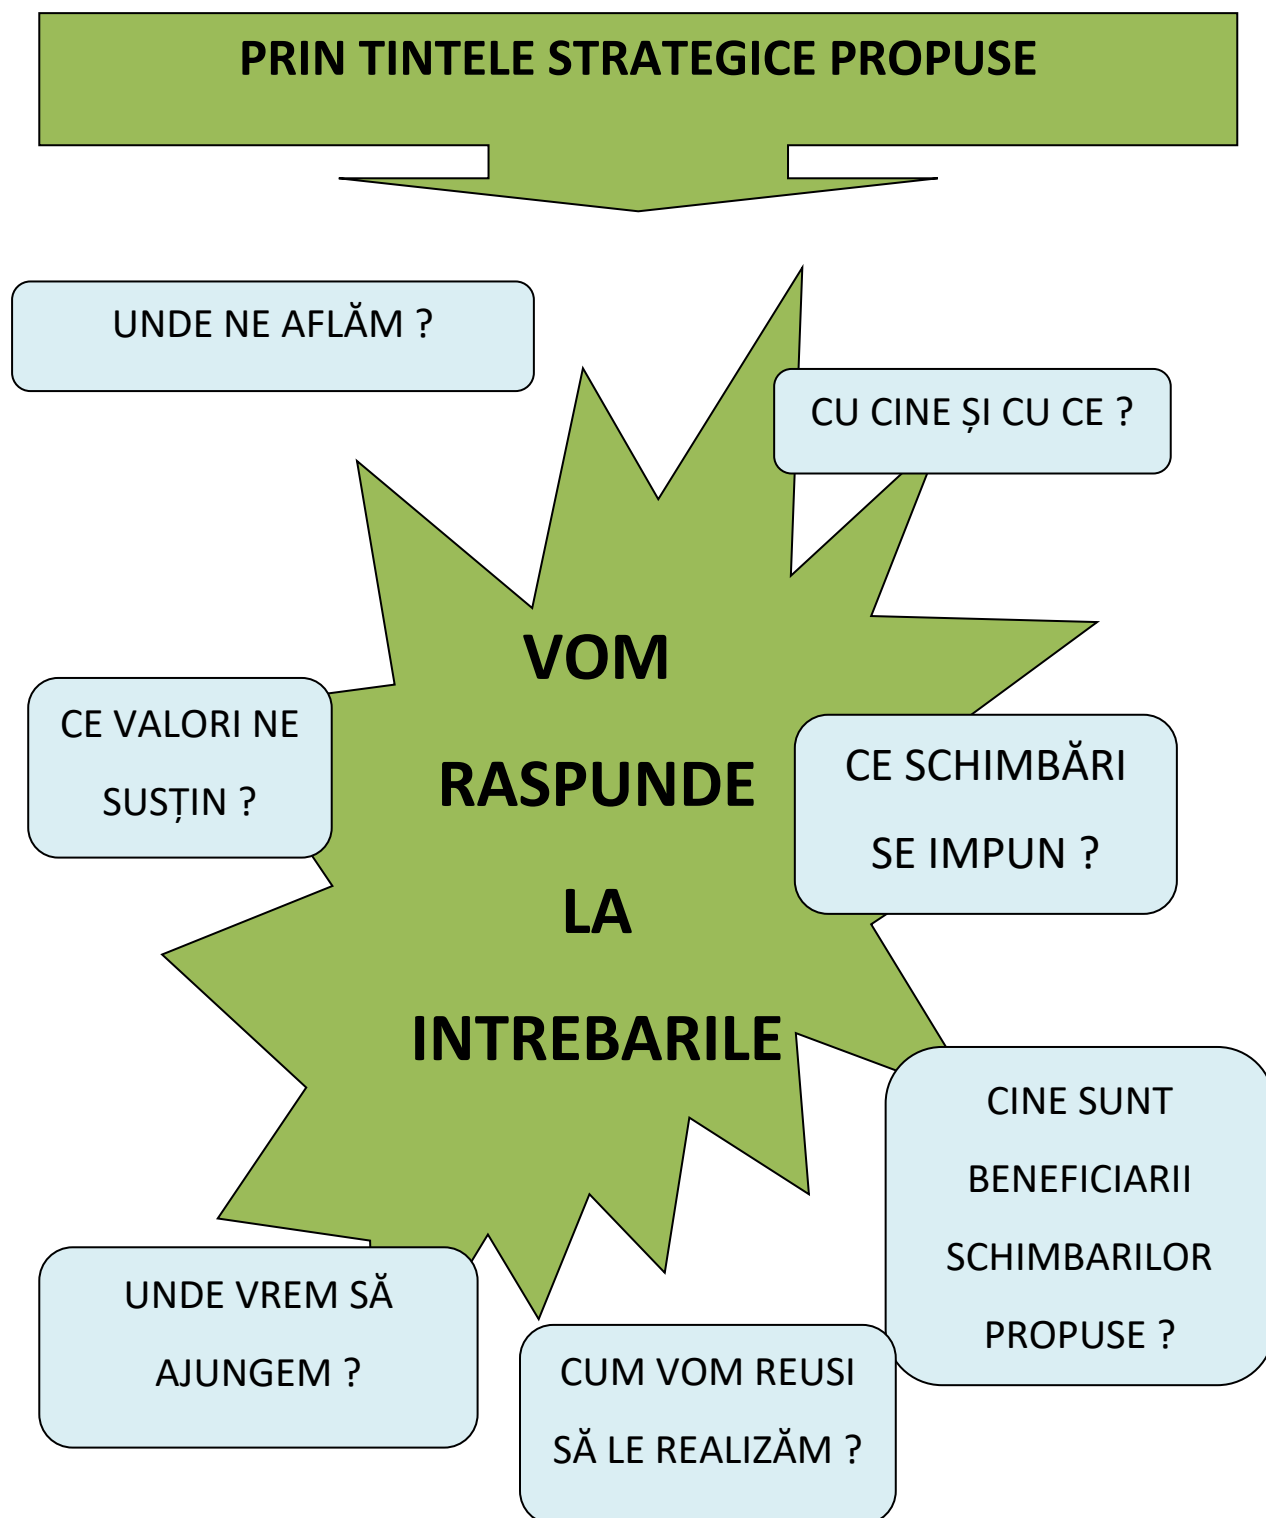 PRIN TINTELE STRATEGICE PROPUSE
UNDE NE AFLĂM ?
CU CINE ȘI CU CE ?
VOM
RASPUNDE
LA
INTREBARILE
CE VALORI NE
SUSȚIN ?
CE SCHIMBĂRI
SE IMPUN ?
CINE SUNT
BENEFICIARII
SCHIMBARILOR
PROPUSE ?
UNDE VREM SĂ
AJUNGEM ?
CUM VOM REUSI
SĂ LE REALIZĂM ?